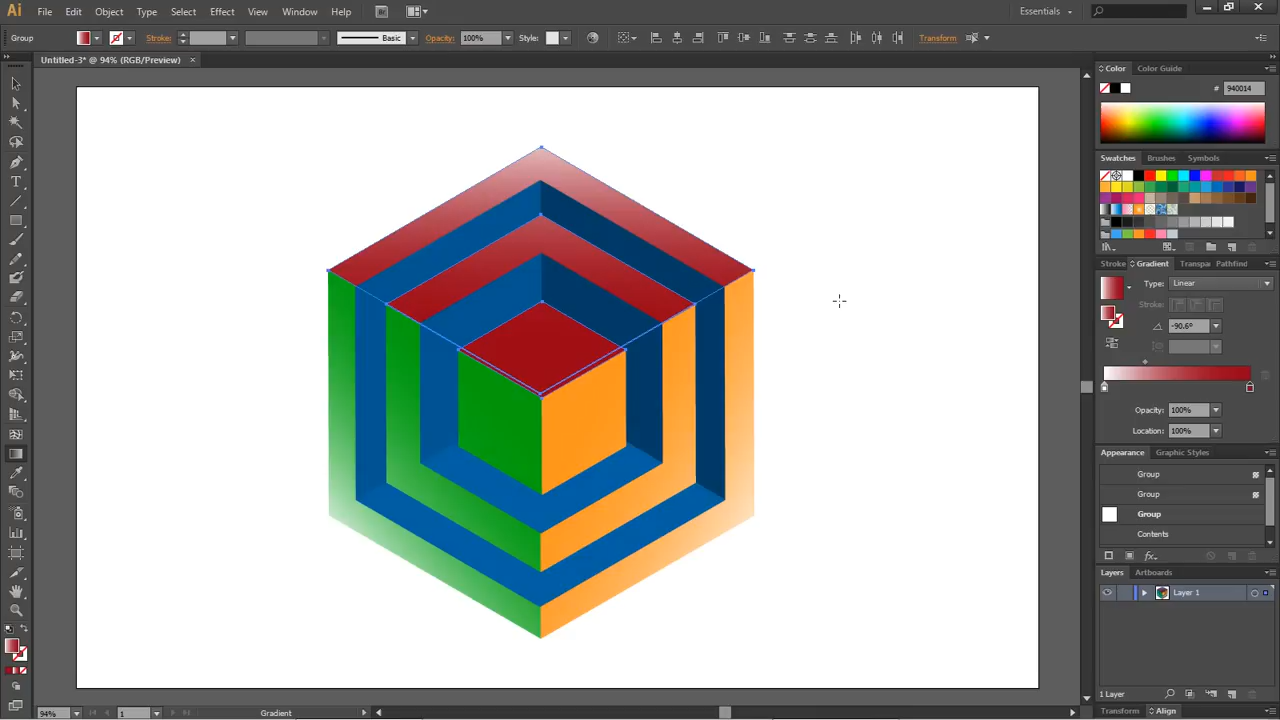 Ai File Edit Object Type Select Effect View Window Help Br Essentials
Group Stroke: Basic Opacity: 100% Style: Transform
Untitled-3* @ 94% (RGB/Preview) ×
Color Color Guide
# 940014
Swatches Brushes Symbols
Stroke Gradient Transpa Pathfind
Type: Linear
Stroke:
-90.6°
Opacity: 100%
Location: 100%
Appearance Graphic Styles
Group
Group
Group
Contents
Layers Artboards
Layer 1
1 Layer
94% 1 Gradient
Transform Align